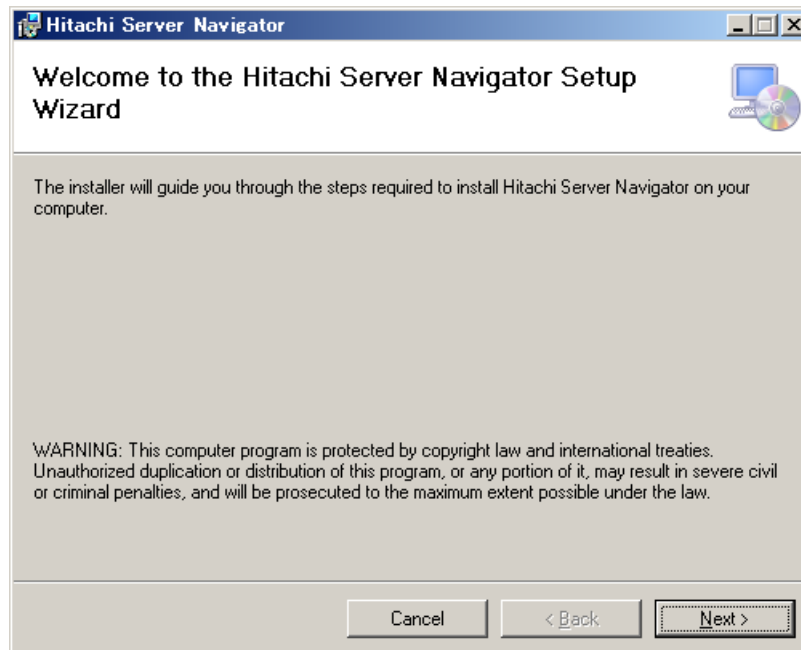 Hitachi Server Navigator
Welcome to the Hitachi Server Navigator Setup
Wizard
The installer will guide you through the steps required to install Hitachi Server Navigator on your
computer.
WARNING: This computer program is protected by copyright law and international treaties.
Unauthorized duplication or distribution of this program, or any portion of it, may result in severe civil
or criminal penalties, and will be prosecuted to the maximum extent possible under the law.
Cancel < Back Next >